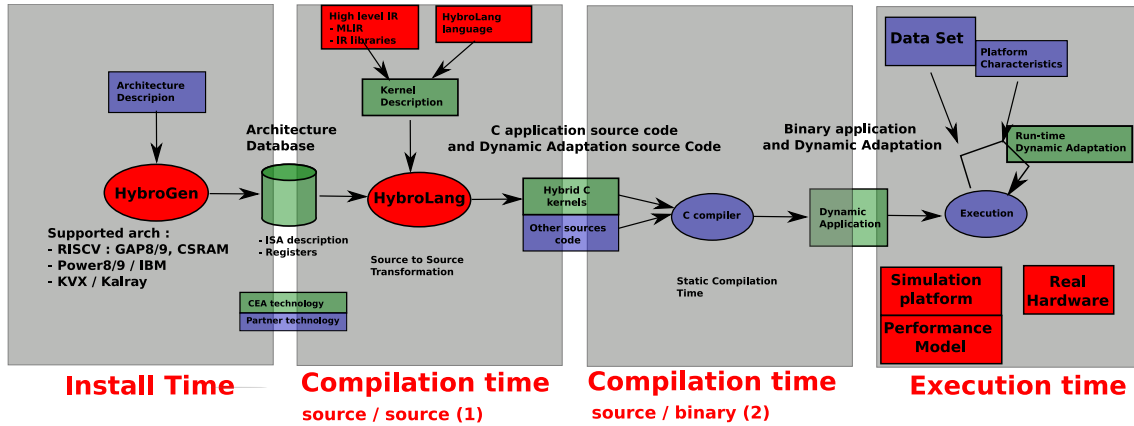 High level IR
- MLIR
- IR libraries
HybroLang
language
Data Set
Platform
Characteristics
Architecture
Descripion
Kernel
Description
Architecture
Database
C application source code
and Dynamic Adaptation source Code
Binary application
and Dynamic Adaptation
Run-time
Dynamic Adaptation
HybroGen
HybroLang
Hybrid C
kernels
Other sources
code
C compiler
Dynamic
Application
Execution
Supported arch :
- RISCV : GAP8/9, CSRAM
- Power8/9 / IBM
- KVX / Kalray
- ISA description
- Registers
Source to Source
Transformation
Static Compilation
Time
Simulation
platform
Real
Hardware
Performance
Model
CEA technology
Partner technology
Install Time
Compilation time
source / source (1)
Compilation time
source / binary (2)
Execution time